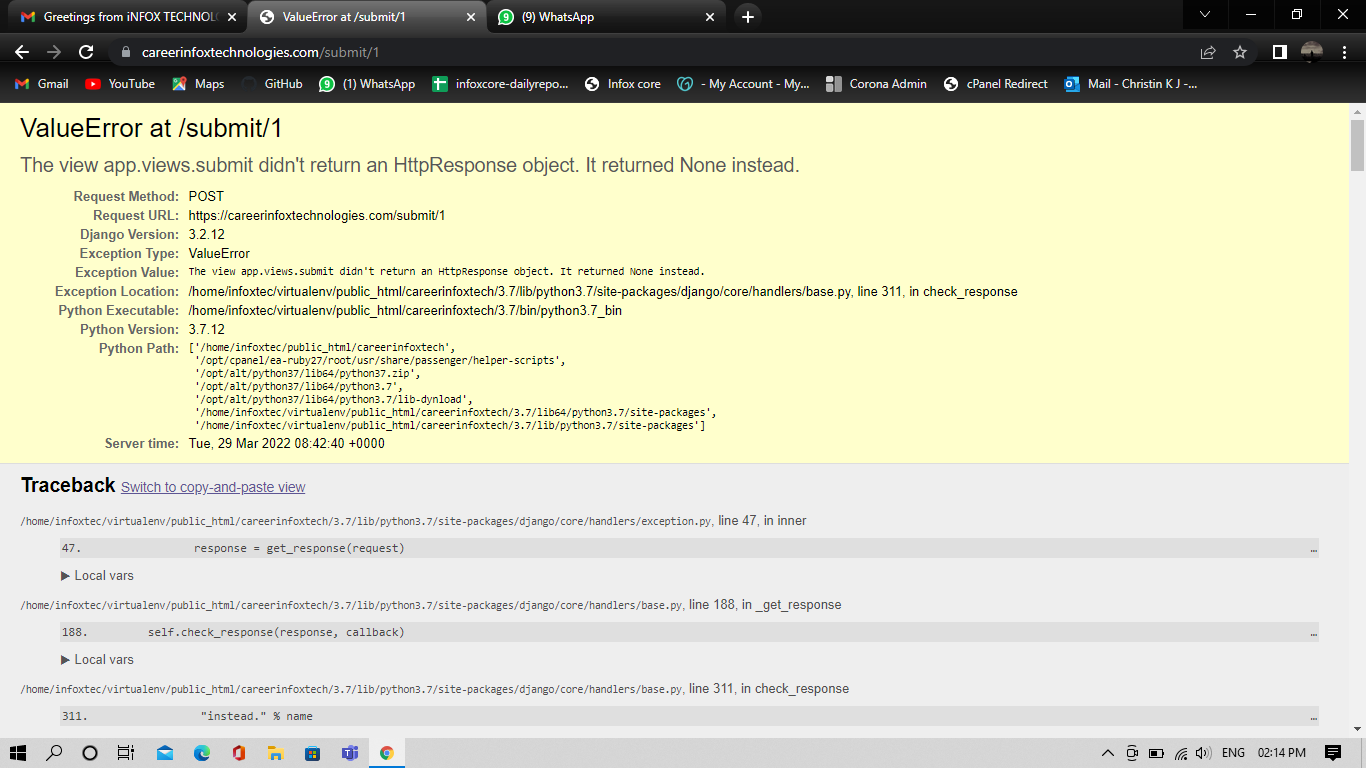 Greetings from iNFOX TECHNOLO
ValueError at /submit/1
(9) WhatsApp
careerinfoxtechnologies.com/submit/1
Gmail
YouTube
Maps
GitHub
9
(1) WhatsApp
infoxcore-dailyrepo...
Infox core
- My Account - My...
Corona Admin
cPanel Redirect
Mail - Christin K J -...
ValueError at /submit/1
The view app.views.submit didn't return an HttpResponse object. It returned None instead.
Request Method: POST
Request URL: https://careerinfoxtechnologies.com/submit/1
Django Version: 3.2.12
Exception Type: ValueError
Exception Value: The view app.views.submit didn't return an HttpResponse object. It returned None instead.
Exception Location: /home/infoxtec/virtualenv/public_html/careerinfoxtech/3.7/lib/python3.7/site-packages/django/core/handlers/base.py, line 311, in check_response
Python Executable: /home/infoxtec/virtualenv/public_html/careerinfoxtech/3.7/bin/python3.7_bin
Python Version: 3.7.12
Python Path: ['/home/infoxtec/public_html/careerinfoxtech',
'/opt/cpanel/ea-ruby27/root/usr/share/passenger/helper-scripts',
'/opt/alt/python37/lib64/python37.zip',
'/opt/alt/python37/lib64/python3.7',
'/opt/alt/python37/lib64/python3.7/lib-dynload',
'/home/infoxtec/virtualenv/public_html/careerinfoxtech/3.7/lib64/python3.7/site-packages',
'/home/infoxtec/virtualenv/public_html/careerinfoxtech/3.7/lib/python3.7/site-packages']
Server time: Tue, 29 Mar 2022 08:42:40 +0000
Traceback Switch to copy-and-paste view
/home/infoxtec/virtualenv/public_html/careerinfoxtech/3.7/lib/python3.7/site-packages/django/core/handlers/exception.py, line 47, in inner
47. response = get_response(request) …
▶ Local vars
/home/infoxtec/virtualenv/public_html/careerinfoxtech/3.7/lib/python3.7/site-packages/django/core/handlers/base.py, line 188, in _get_response
188. self.check_response(response, callback) …
▶ Local vars
/home/infoxtec/virtualenv/public_html/careerinfoxtech/3.7/lib/python3.7/site-packages/django/core/handlers/base.py, line 311, in check_response
311. "instead." % name …
ENG
02:14 PM